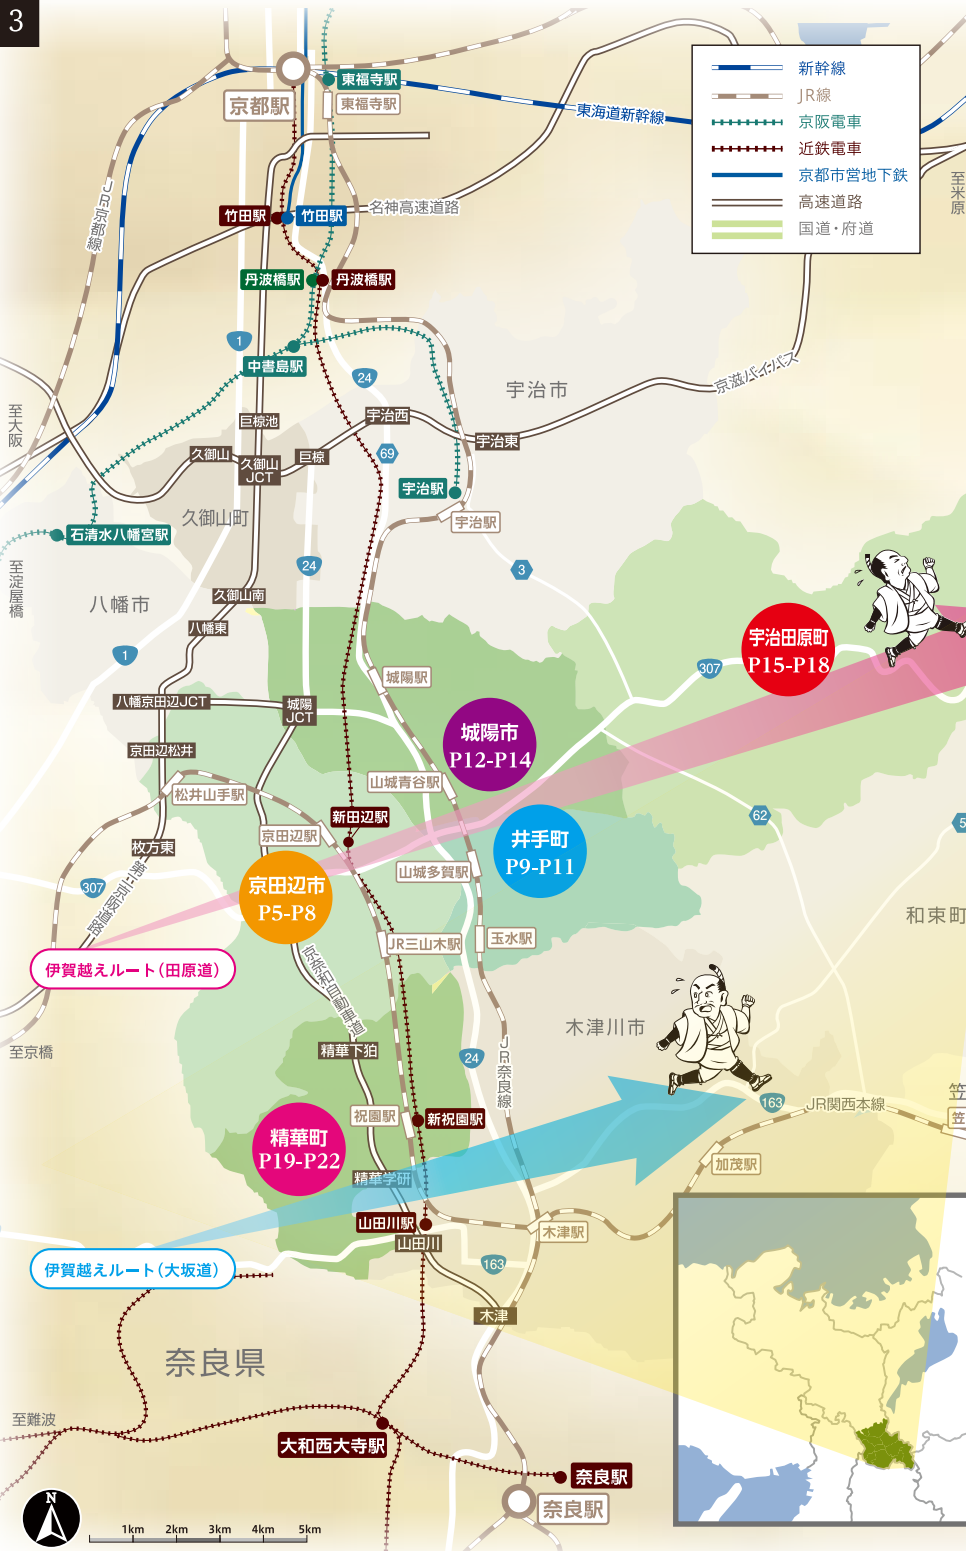 3
新幹線
JR線
京阪電車
近鉄電車
京都市営地下鉄
高速道路
国道・府道
東福寺駅
京都駅
東福寺駅
東海道新幹線
至米原
JR京都線
竹田駅
竹田駅
名神高速道路
丹波橋駅
丹波橋駅
1
中書島駅
24
宇治市
京滋バイパス
至大阪
巨椋池
宇治西
宇治東
久御山
久御山
JCT
巨椋
69
宇治駅
宇治駅
久御山町
石清水八幡宮駅
至淀屋橋
24
3
八幡市
久御山南
八幡東
1
宇治田原町
P15-P18
307
城陽駅
八幡京田辺JCT
城陽
JCT
城陽市
P12-P14
京田辺松井
山城青谷駅
松井山手駅
新田辺駅
62
5
京田辺駅
井手町
P9-P11
枚方東
山城多賀駅
307
第二京阪道路
京田辺市
P5-P8
和束町
JR三山木駅
玉水駅
伊賀越えルート(田原道)
京奈和自動車道
木津川市
至京橋
精華下狛
24
JR奈良線
163
JR関西本線
笠
笠
祝園駅
新祝園駅
精華町
P19-P22
加茂駅
精華学研
山田川駅
山田川
木津駅
伊賀越えルート(大坂道)
163
木津
奈良県
至難波
大和西大寺駅
奈良駅
奈良駅
N
1km
2km
3km
4km
5km